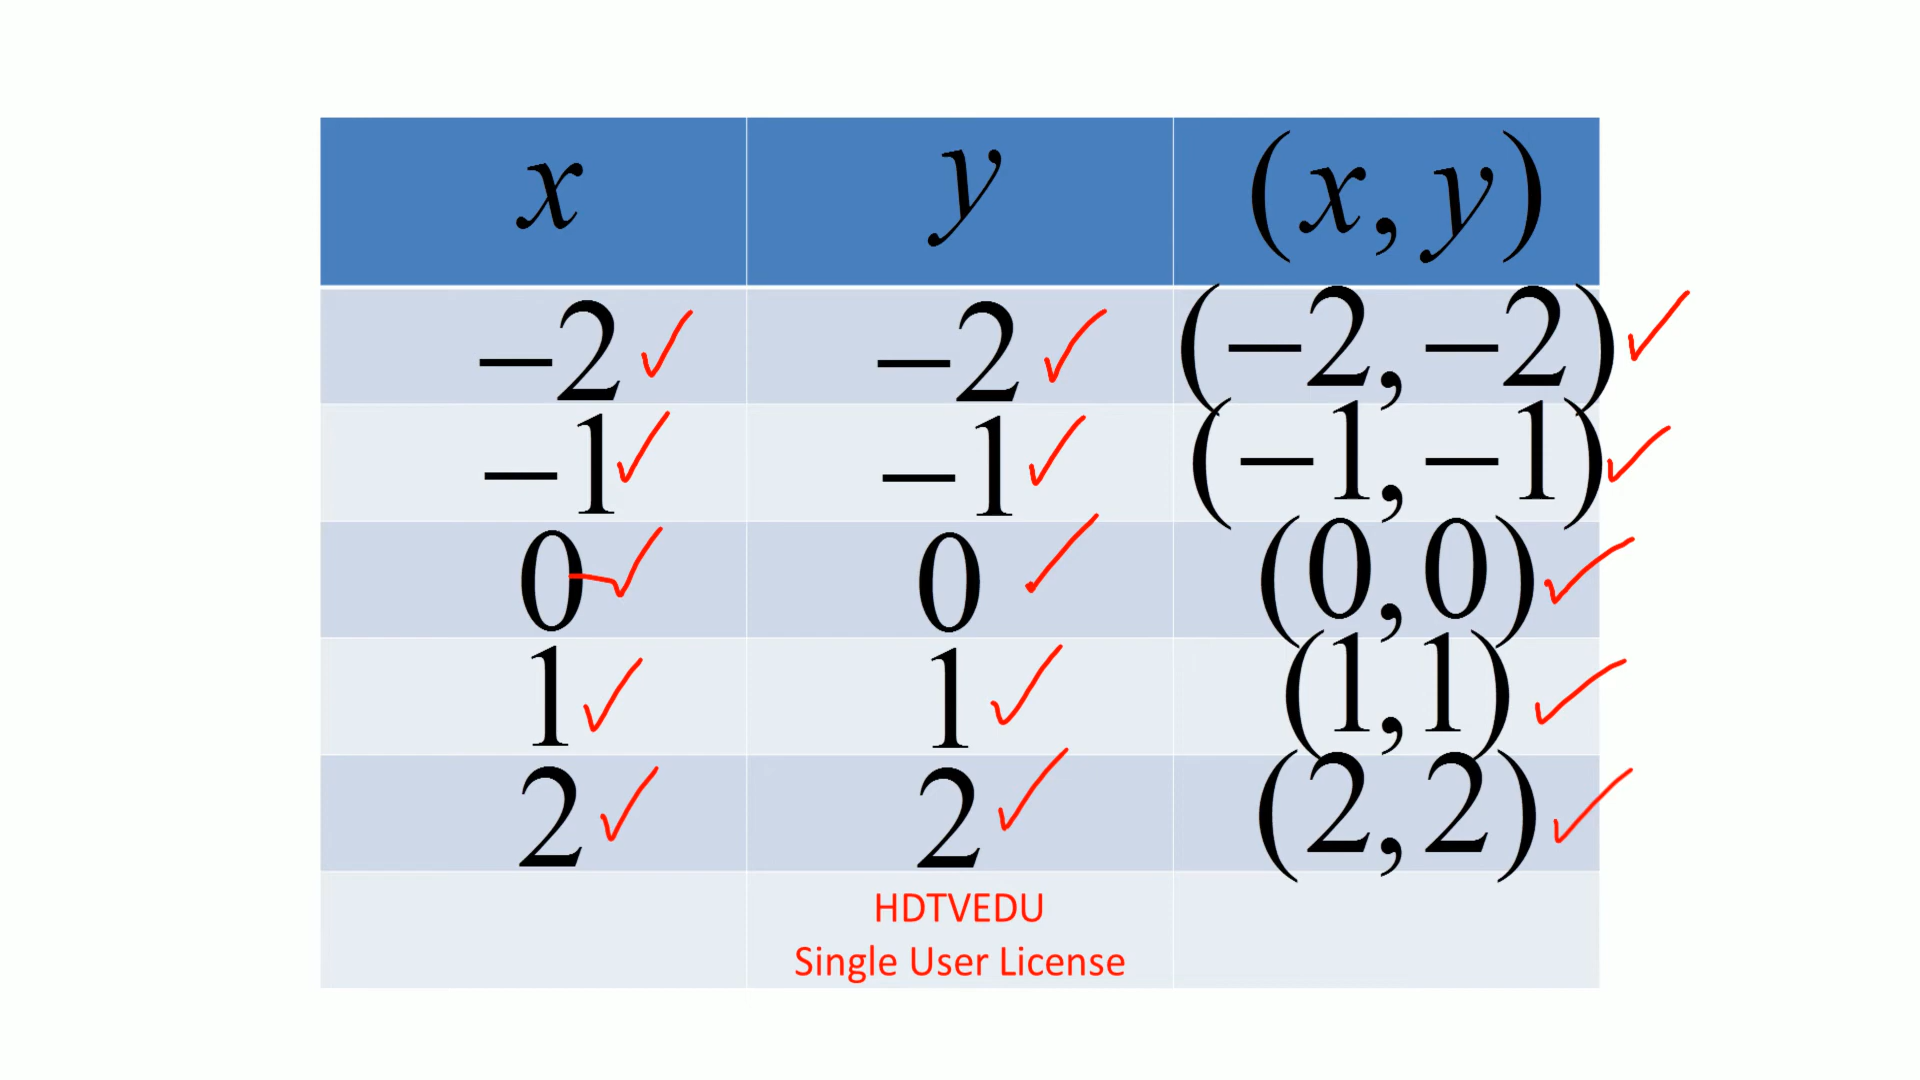 x y (x, y)
−2 −2 (−2, −2)
−1 −1 (−1, −1)
0 0 (0, 0)
1 1 (1,1)
2 2 (2, 2)
HDTVEDU
Single User License